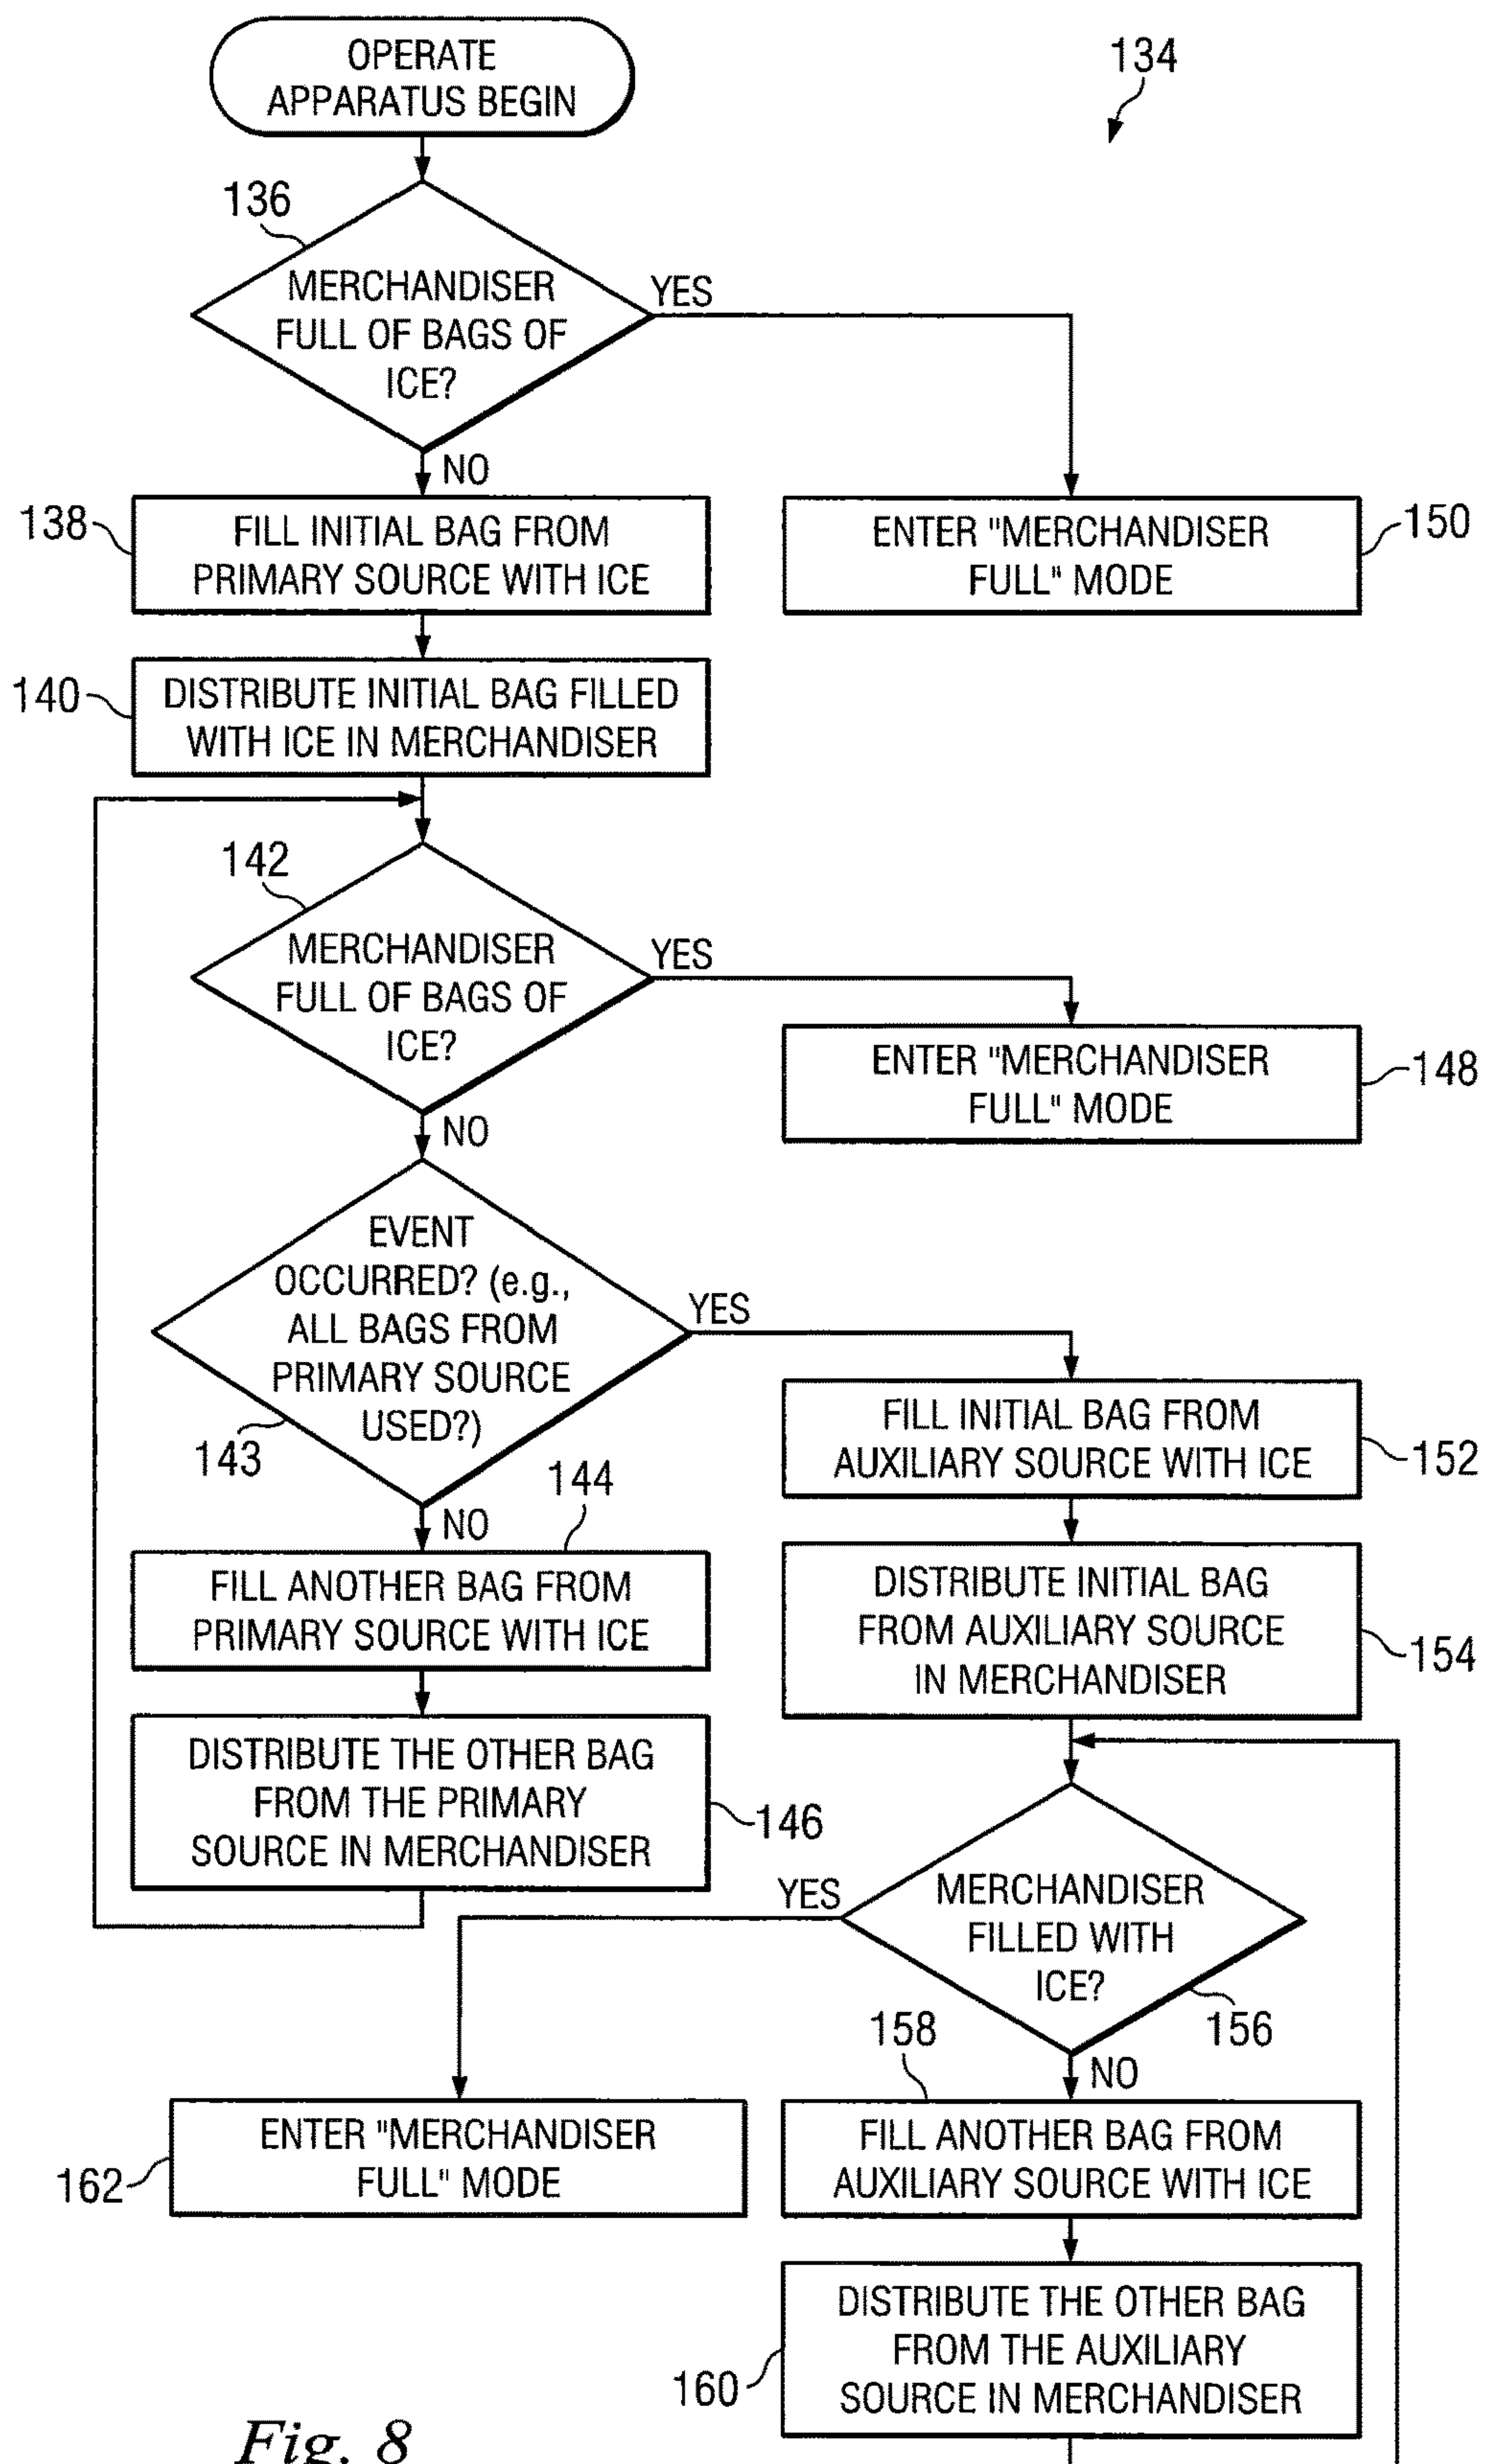 OPERATE
APPARATUS BEGIN
134
136
MERCHANDISER
FULL OF BAGS OF
ICE?
YES
NO
138
FILL INITIAL BAG FROM
PRIMARY SOURCE WITH ICE
ENTER "MERCHANDISER
FULL" MODE
150
140
DISTRIBUTE INITIAL BAG FILLED
WITH ICE IN MERCHANDISER
142
MERCHANDISER
FULL OF BAGS OF
ICE?
YES
ENTER "MERCHANDISER
FULL" MODE
148
NO
EVENT
OCCURRED? (e.g.,
ALL BAGS FROM
PRIMARY SOURCE
USED?)
YES
143
FILL INITIAL BAG FROM
AUXILIARY SOURCE WITH ICE
152
144
NO
FILL ANOTHER BAG FROM
PRIMARY SOURCE WITH ICE
DISTRIBUTE INITIAL BAG
FROM AUXILIARY SOURCE
IN MERCHANDISER
154
DISTRIBUTE THE OTHER BAG
FROM THE PRIMARY
SOURCE IN MERCHANDISER
146
YES
MERCHANDISER
FILLED WITH
ICE?
156
158
NO
162
ENTER "MERCHANDISER
FULL" MODE
FILL ANOTHER BAG FROM
AUXILIARY SOURCE WITH ICE
DISTRIBUTE THE OTHER BAG
FROM THE AUXILIARY
SOURCE IN MERCHANDISER
160
Fig. 8